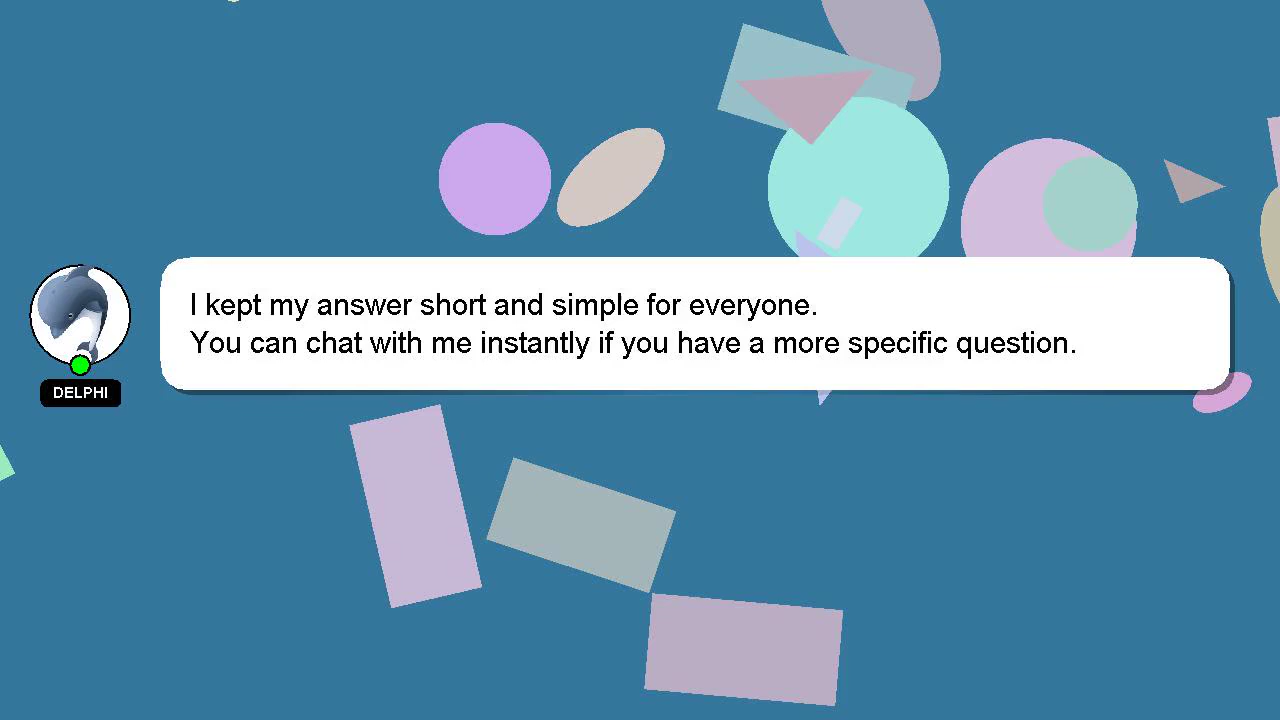 I kept my answer short and simple for everyone.
You can chat with me instantly if you have a more specific question.
DELPHI